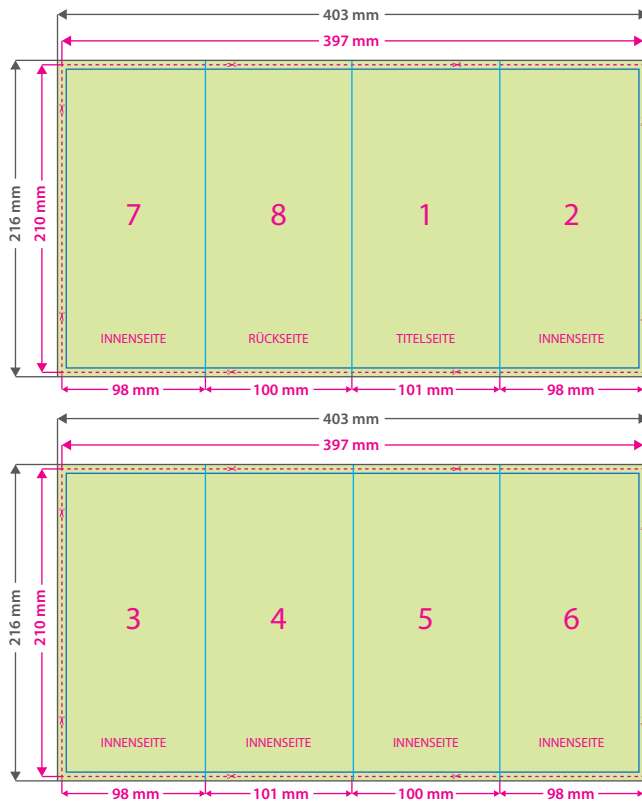 403 mm
397 mm
216 mm
210 mm
7
8
1
2
INNENSEITE
RÜCKSEITE
TITELSEITE
INNENSEITE
98 mm
100 mm
101 mm
98 mm
403 mm
397 mm
216 mm
210 mm
3
4
5
6
INNENSEITE
INNENSEITE
INNENSEITE
INNENSEITE
98 mm
101 mm
100 mm
98 mm